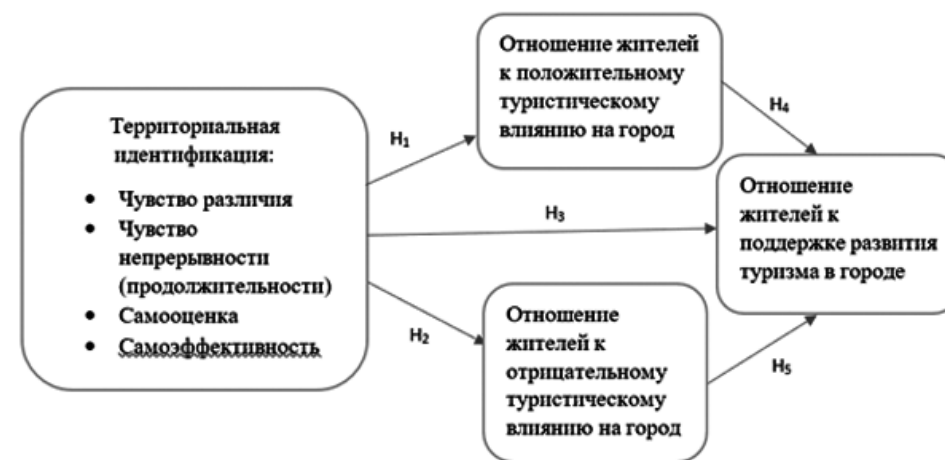 Территориальная
идентификация:
• Чувство различия
• Чувство
непрерывности
(продолжительности)
• Самооценка
• Самоэффективность
H1
H3
H2
Отношение жителей
к положительному
туристическому
влиянию на город
H4
Отношение
жителей к
поддержке развития
туризма в городе
Отношение
жителей к
отрицательному
туристическому
влиянию на город
H5